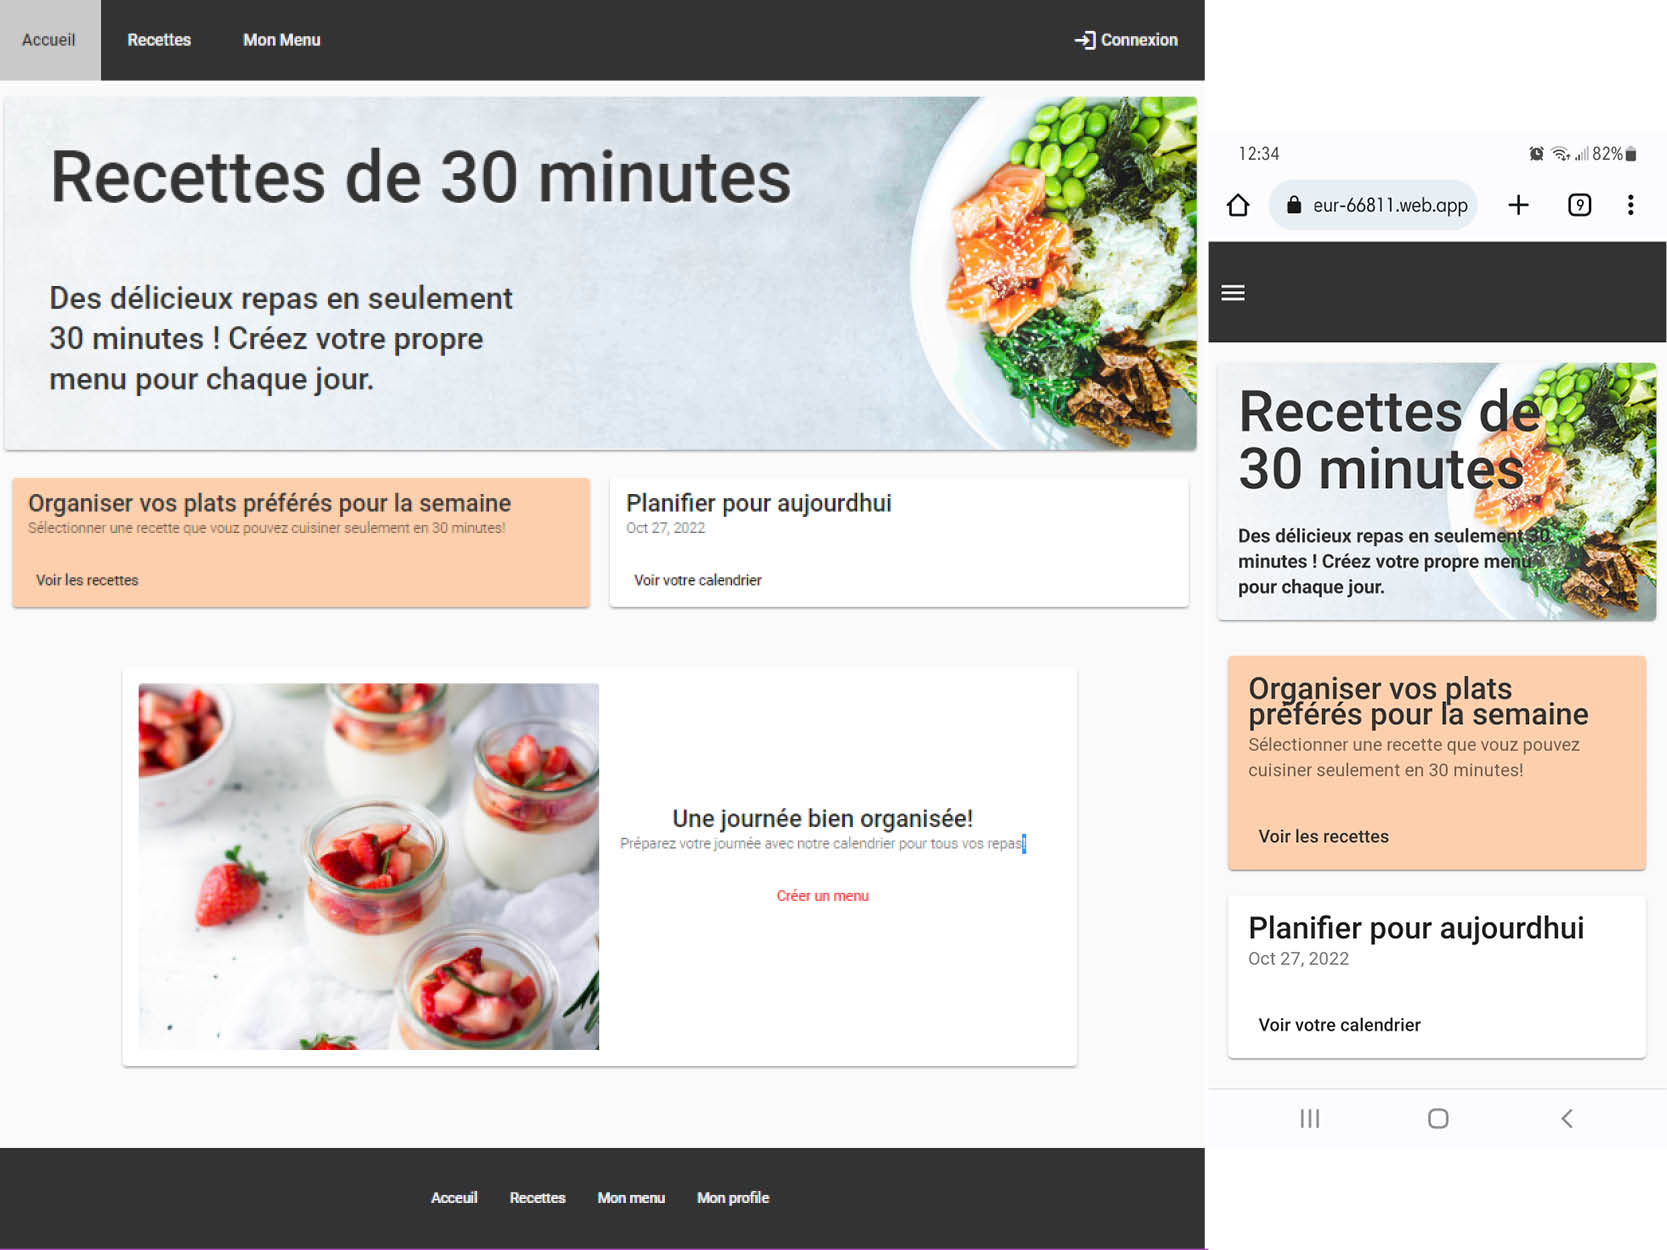 Accueil Recettes Mon Menu Connexion
Recettes de 30 minutes
Des délicieux repas en seulement
30 minutes ! Créez votre propre
menu pour chaque jour.
Organiser vos plats préférés pour la semaine
Sélectionner une recette que vouz pouvez cuisiner seulement en 30 minutes!
Voir les recettes
Planifier pour aujourdhui
Oct 27, 2022
Voir votre calendrier
Une journée bien organisée!
Préparez votre journée avec notre calendrier pour tous vos repas!
Créer un menu
Acceuil Recettes Mon menu Mon profile
12:34 82%
eur-66811.web.app 9
Recettes de
30 minutes
Des délicieux repas en seulement 30
minutes ! Créez votre propre menu
pour chaque jour.
Organiser vos plats
préférés pour la semaine
Sélectionner une recette que vouz pouvez
cuisiner seulement en 30 minutes!
Voir les recettes
Planifier pour aujourdhui
Oct 27, 2022
Voir votre calendrier